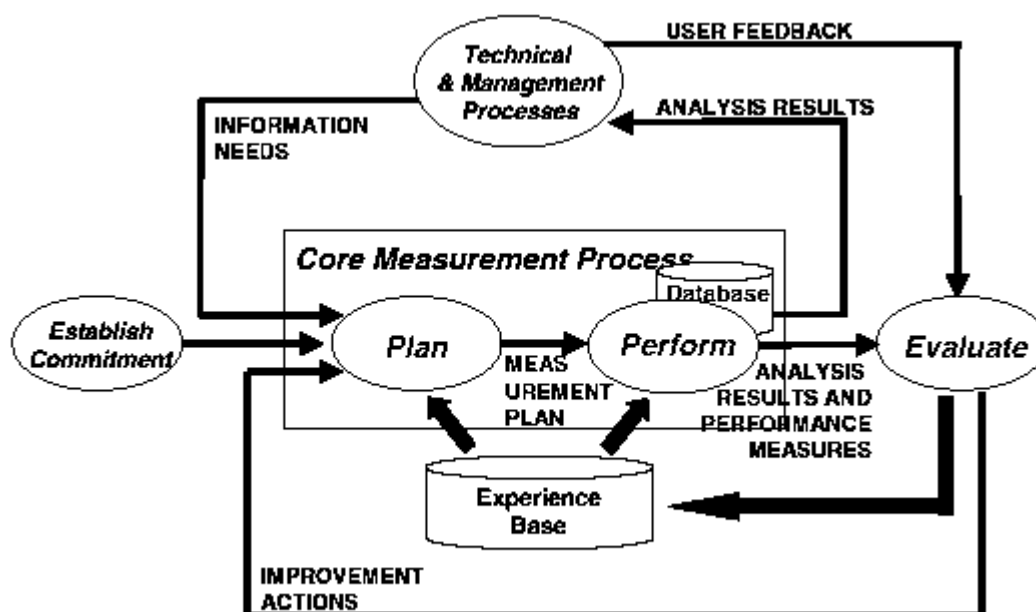 USER FEEDBACK
Technical
& Management
Processes
ANALYSIS RESULTS
INFORMATION
NEEDS
Core Measurement Process
Database
Establish
Commitment
Plan
Perform
Evaluate
MEAS
UREMENT
PLAN
ANALYSIS
RESULTS AND
PERFORMANCE
MEASURES
Experience
Base
IMPROVEMENT
ACTIONS